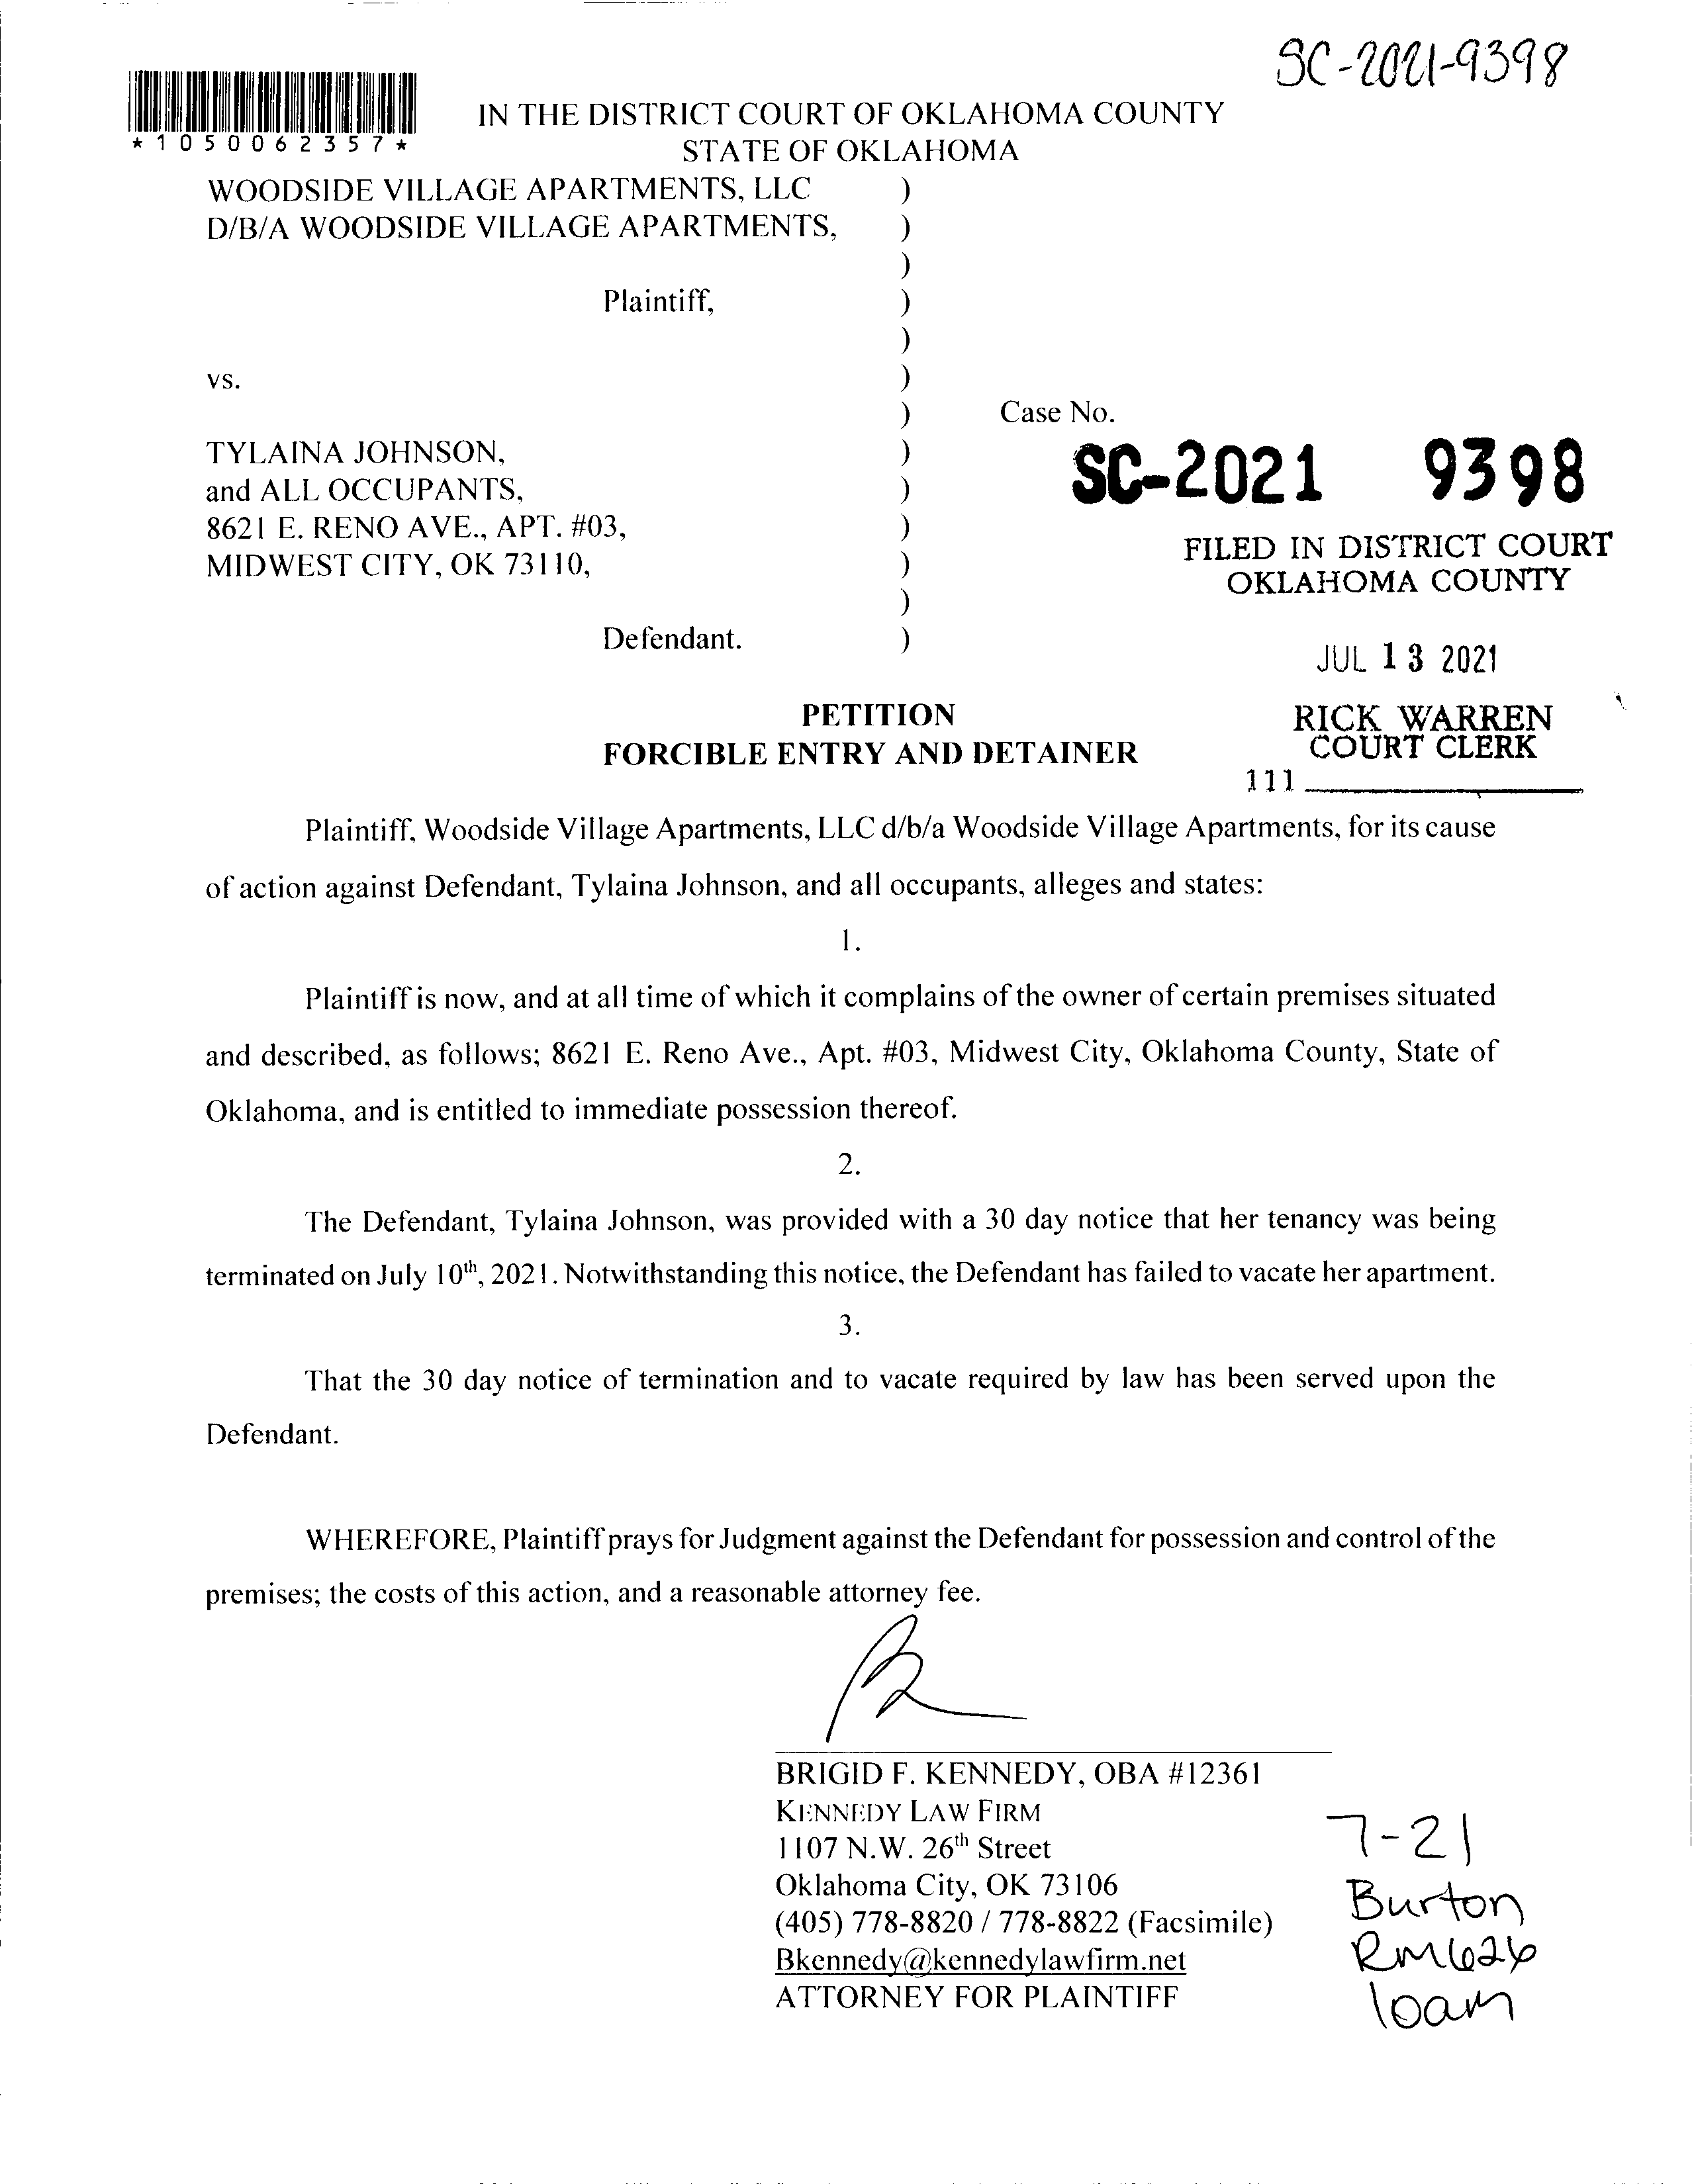 SC-2021-9398
*1050062357*
IN THE DISTRICT COURT OF OKLAHOMA COUNTY
STATE OF OKLAHOMA
WOODSIDE VILLAGE APARTMENTS, LLC )
D/B/A WOODSIDE VILLAGE APARTMENTS, )
)
Plaintiff, )
)
vs. )
) Case No.
TYLAINA JOHNSON, )
and ALL OCCUPANTS, ) SC-2021 9398
8621 E. RENO AVE., APT. #03, )
MIDWEST CITY, OK 73110, )
)
Defendant. )
FILED IN DISTRICT COURT
OKLAHOMA COUNTY
JUL 13 2021
RICK WARREN
COURT CLERK
111
PETITION
FORCIBLE ENTRY AND DETAINER
Plaintiff, Woodside Village Apartments, LLC d/b/a Woodside Village Apartments, for its cause
of action against Defendant, Tylaina Johnson, and all occupants, alleges and states:
1.
Plaintiff is now, and at all time of which it complains of the owner of certain premises situated
and described, as follows; 8621 E. Reno Ave., Apt. #03, Midwest City, Oklahoma County, State of
Oklahoma, and is entitled to immediate possession thereof.
2.
The Defendant, Tylaina Johnson, was provided with a 30 day notice that her tenancy was being
terminated on July 10th, 2021. Notwithstanding this notice, the Defendant has failed to vacate her apartment.
3.
That the 30 day notice of termination and to vacate required by law has been served upon the
Defendant.
WHEREFORE, Plaintiff prays for Judgment against the Defendant for possession and control of the
premises; the costs of this action, and a reasonable attorney fee.
BRIGID F. KENNEDY, OBA #12361
KENNEDY LAW FIRM
1107 N.W. 26th Street
Oklahoma City, OK 73106
(405) 778-8820 / 778-8822 (Facsimile)
Bkennedy@kennedylawfirm.net
ATTORNEY FOR PLAINTIFF
7-21
Burton
Rm 626
10am